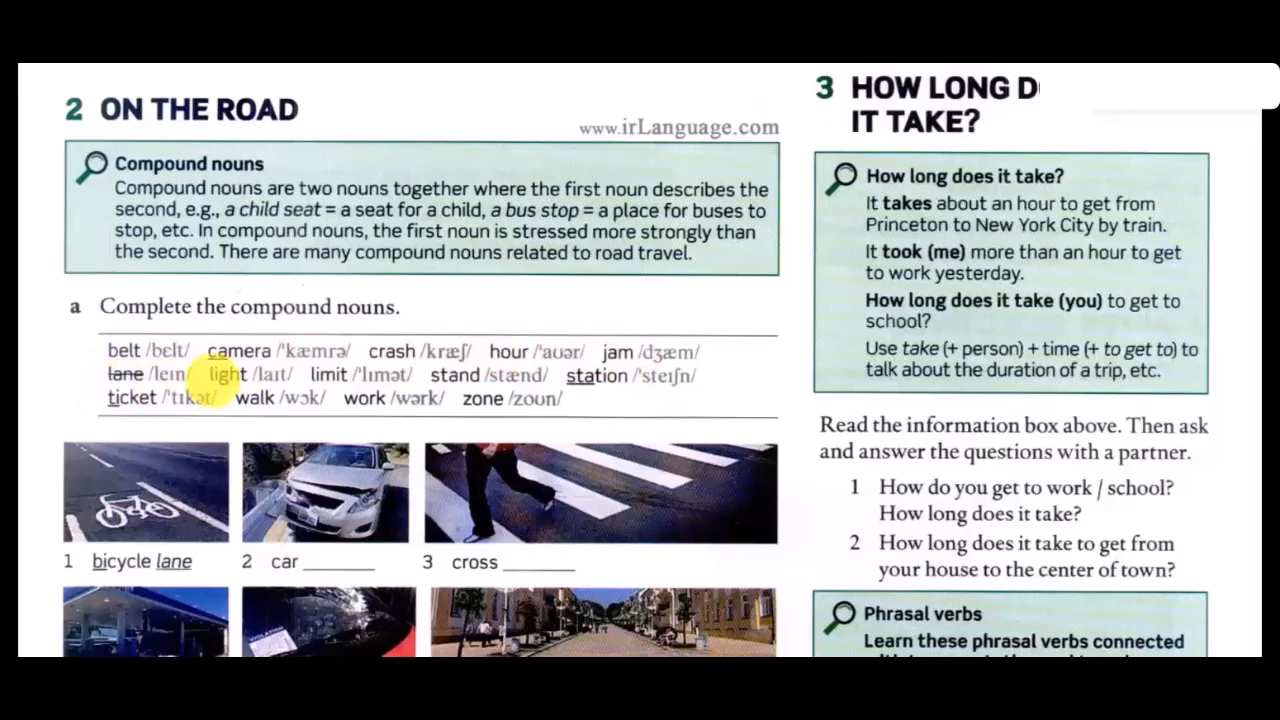 2 ON THE ROAD
www.irLanguage.com
Compound nouns
Compound nouns are two nouns together where the first noun describes the
second, e.g., a child seat = a seat for a child, a bus stop = a place for buses to
stop, etc. In compound nouns, the first noun is stressed more strongly than
the second. There are many compound nouns related to road travel.
a Complete the compound nouns.
belt /bɛlt/ camera /ˈkæmrə/ crash /kræʃ/ hour /ˈaʊər/ jam /dʒæm/
lane /leɪn/ light /laɪt/ limit /ˈlɪmət/ stand /stænd/ station /ˈsteɪʃn/
ticket /ˈtɪkət/ walk /wɔk/ work /wərk/ zone /zoʊn/
1 bicycle lane 2 car ________ 3 cross ________
3 HOW LONG D
IT TAKE?
How long does it take?
It takes about an hour to get from
Princeton to New York City by train.
It took (me) more than an hour to get
to work yesterday.
How long does it take (you) to get to
school?
Use take (+ person) + time (+ to get to) to
talk about the duration of a trip, etc.
Read the information box above. Then ask
and answer the questions with a partner.
1 How do you get to work / school?
How long does it take?
2 How long does it take to get from
your house to the center of town?
Phrasal verbs
Learn these phrasal verbs connected